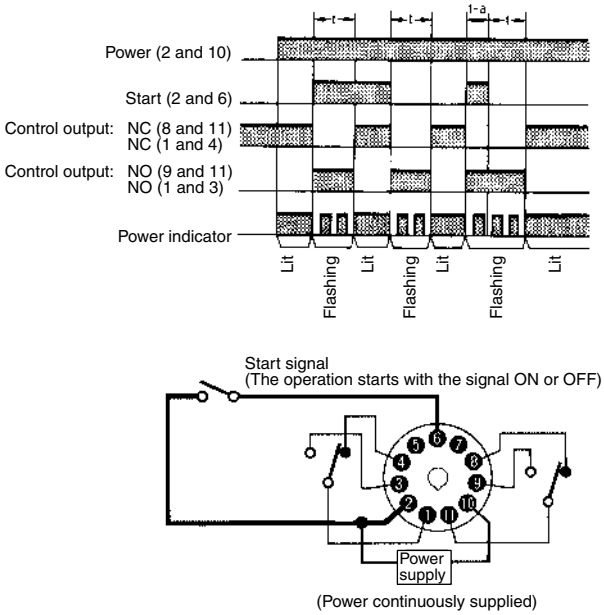 t t t-a t
Power (2 and 10)
Start (2 and 6)
Control output: NC (8 and 11)
NC (1 and 4)
Control output: NO (9 and 11)
NO (1 and 3)
Power indicator
Lit Flashing Lit Flashing Lit Flashing Lit
Start signal
(The operation starts with the signal ON or OFF)
5 6 7
4 8
3 9
2 10
1 11
Power
supply
(Power continuously supplied)